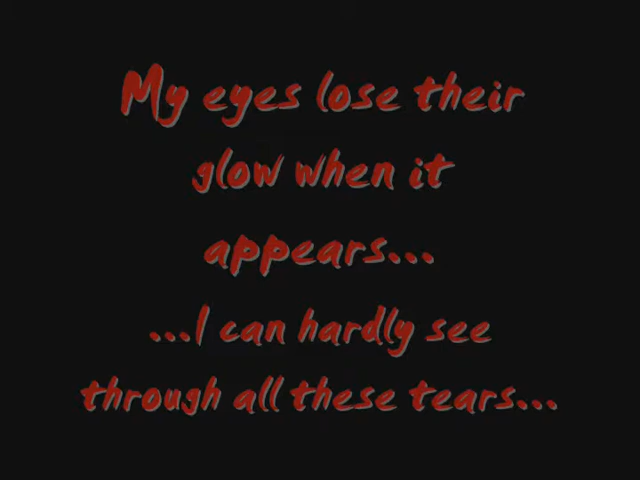 My eyes lose their
glow when it
appears...
...I can hardly see
through all these tears...